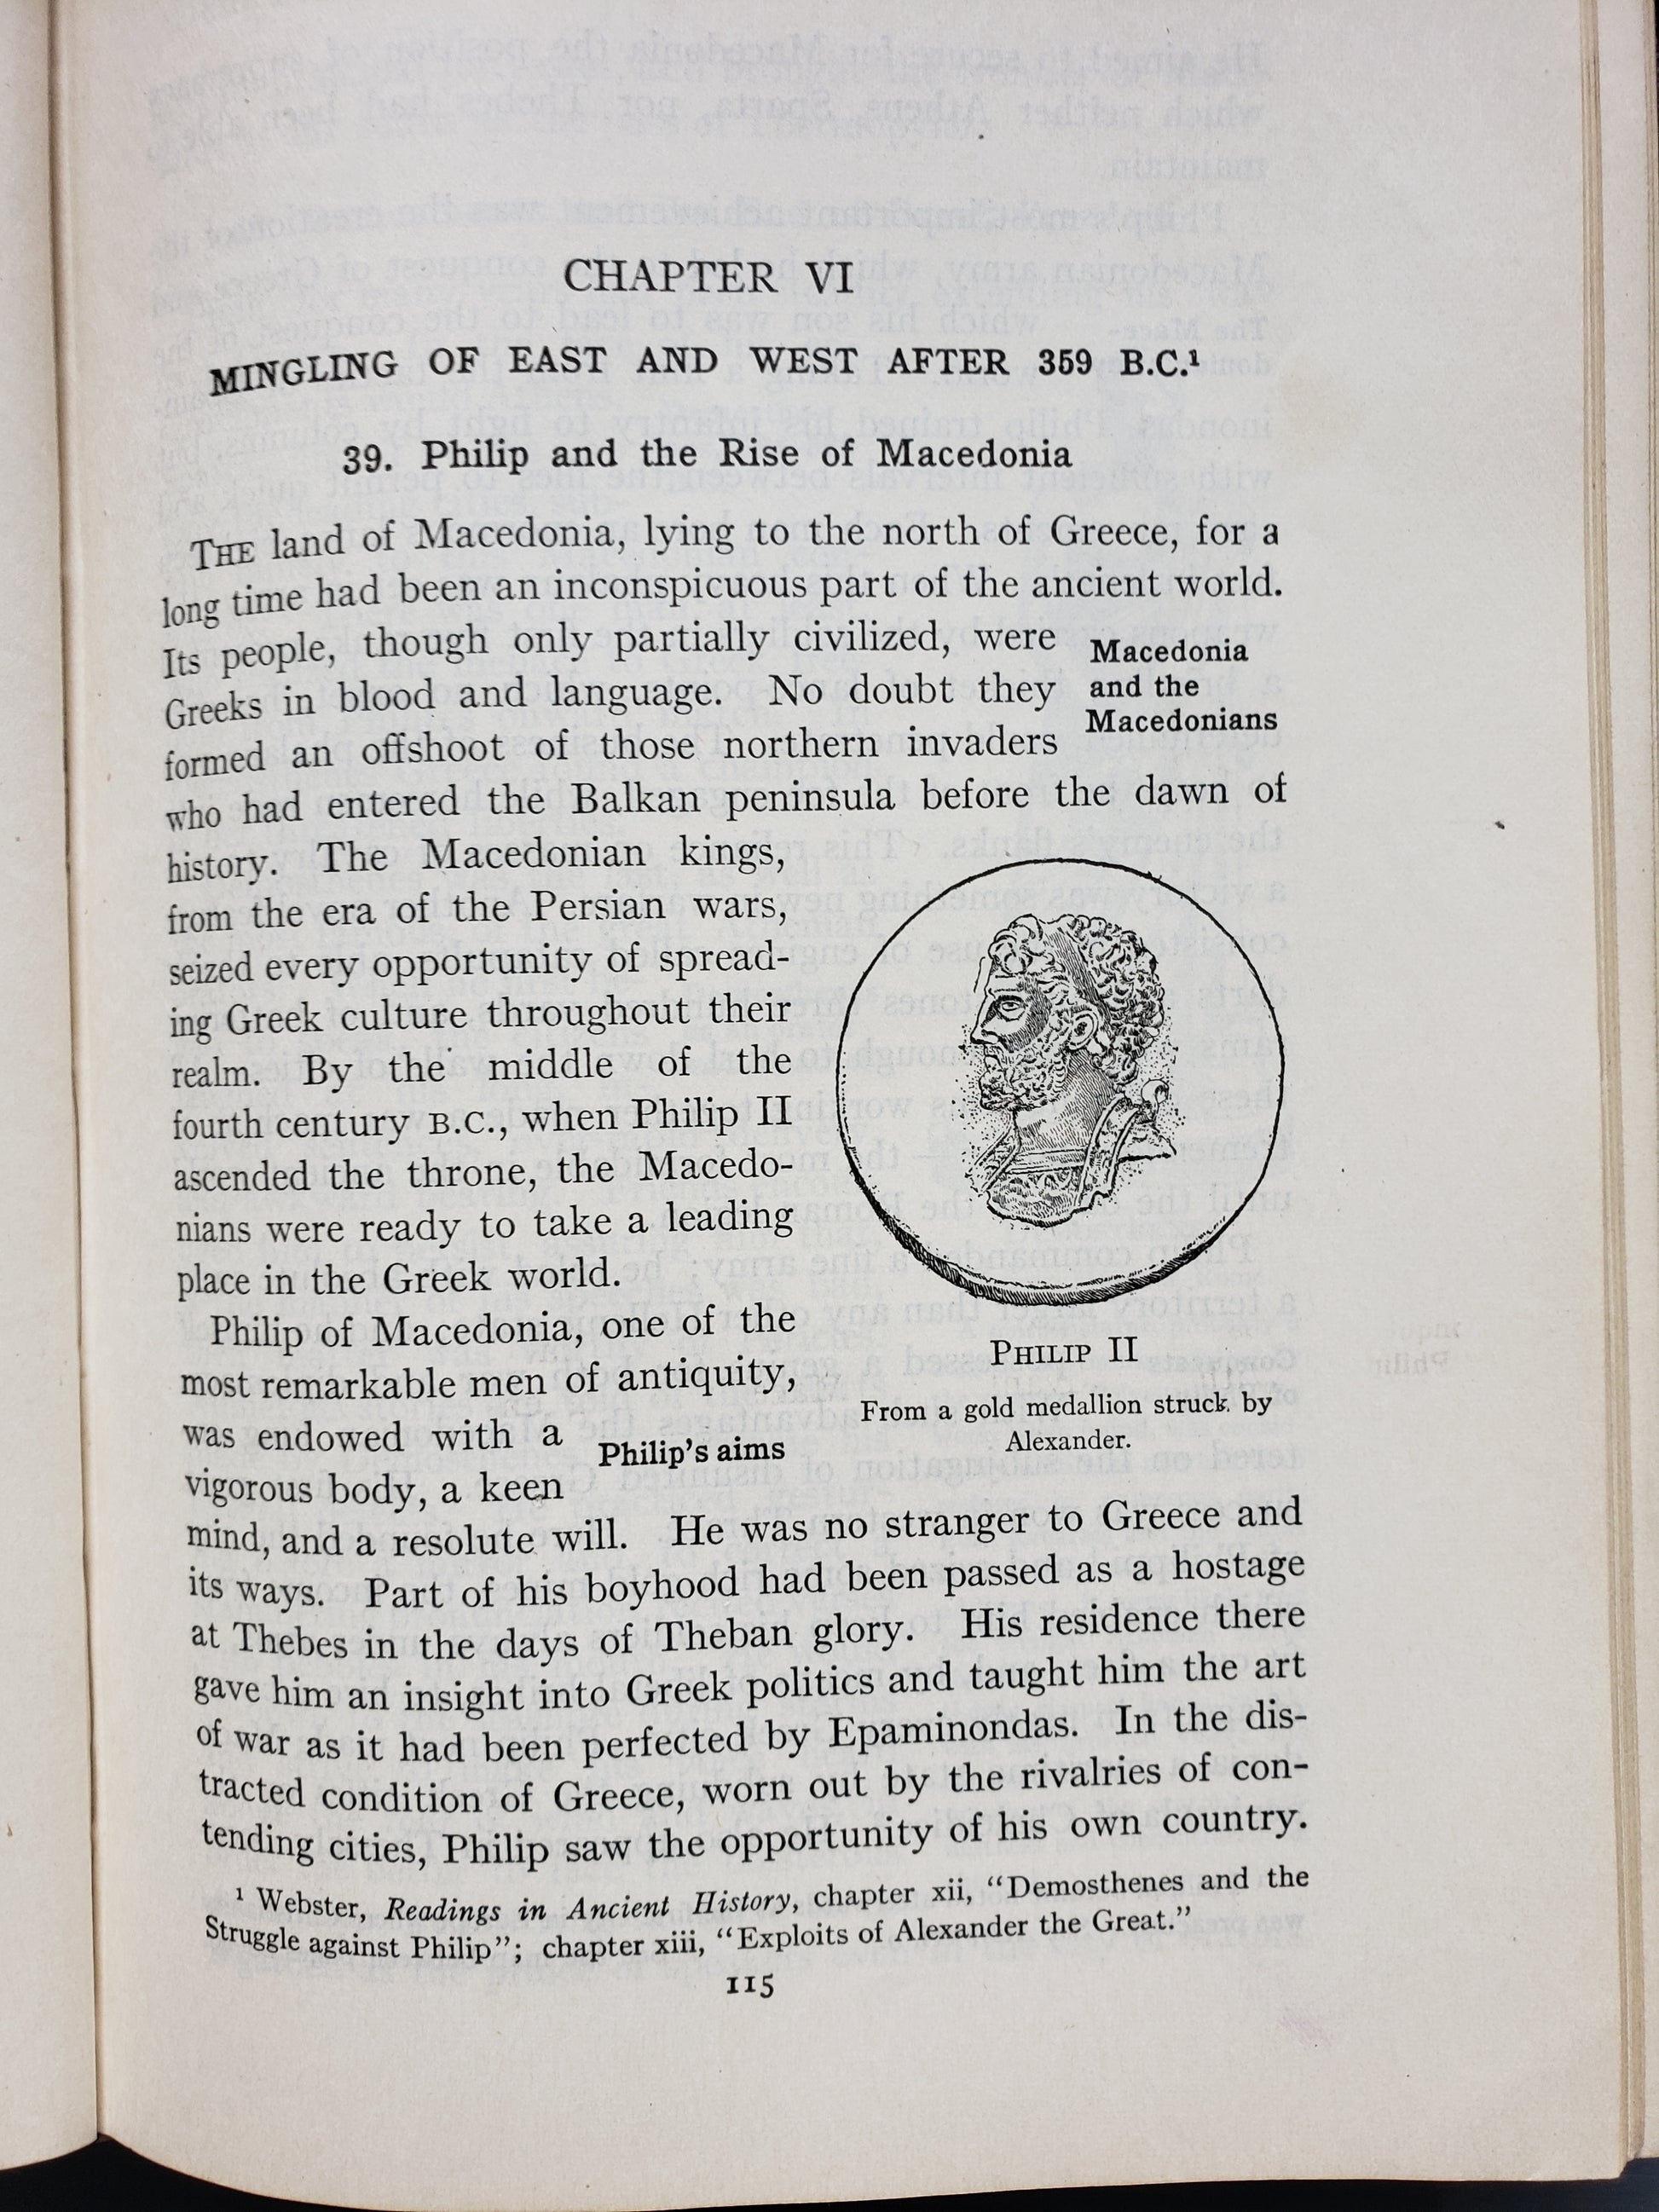 CHAPTER VI
MINGLING OF EAST AND WEST AFTER 359 B.C.¹
39. Philip and the Rise of Macedonia
THE land of Macedonia, lying to the north of Greece, for a
long time had been an inconspicuous part of the ancient world.
Its people, though only partially civilized, were
Greeks in blood and language. No doubt they
formed an offshoot of those northern invaders
Macedonia
and the
Macedonians
who had entered the Balkan peninsula before the dawn of
history. The Macedonian kings,
from the era of the Persian wars,
seized every opportunity of spread-
ing Greek culture throughout their
realm. By the middle of the
fourth century B.C., when Philip II
ascended the throne, the Macedo-
nians were ready to take a leading
place in the Greek world.
Philip of Macedonia, one of the
most remarkable men of antiquity,
was endowed with a
vigorous body, a keen
Philip's aims
PHILIP II
From a gold medallion struck by
Alexander.
mind, and a resolute will. He was no stranger to Greece and
its ways. Part of his boyhood had been passed as a hostage
at Thebes in the days of Theban glory. His residence there
gave him an insight into Greek politics and taught him the art
of war as it had been perfected by Epaminondas. In the dis-
tracted condition of Greece, worn out by the rivalries of con-
tending cities, Philip saw the opportunity of his own country.
¹ Webster, Readings in Ancient History, chapter xii, “Demosthenes and the
Struggle against Philip”; chapter xiii, “Exploits of Alexander the Great.”
115